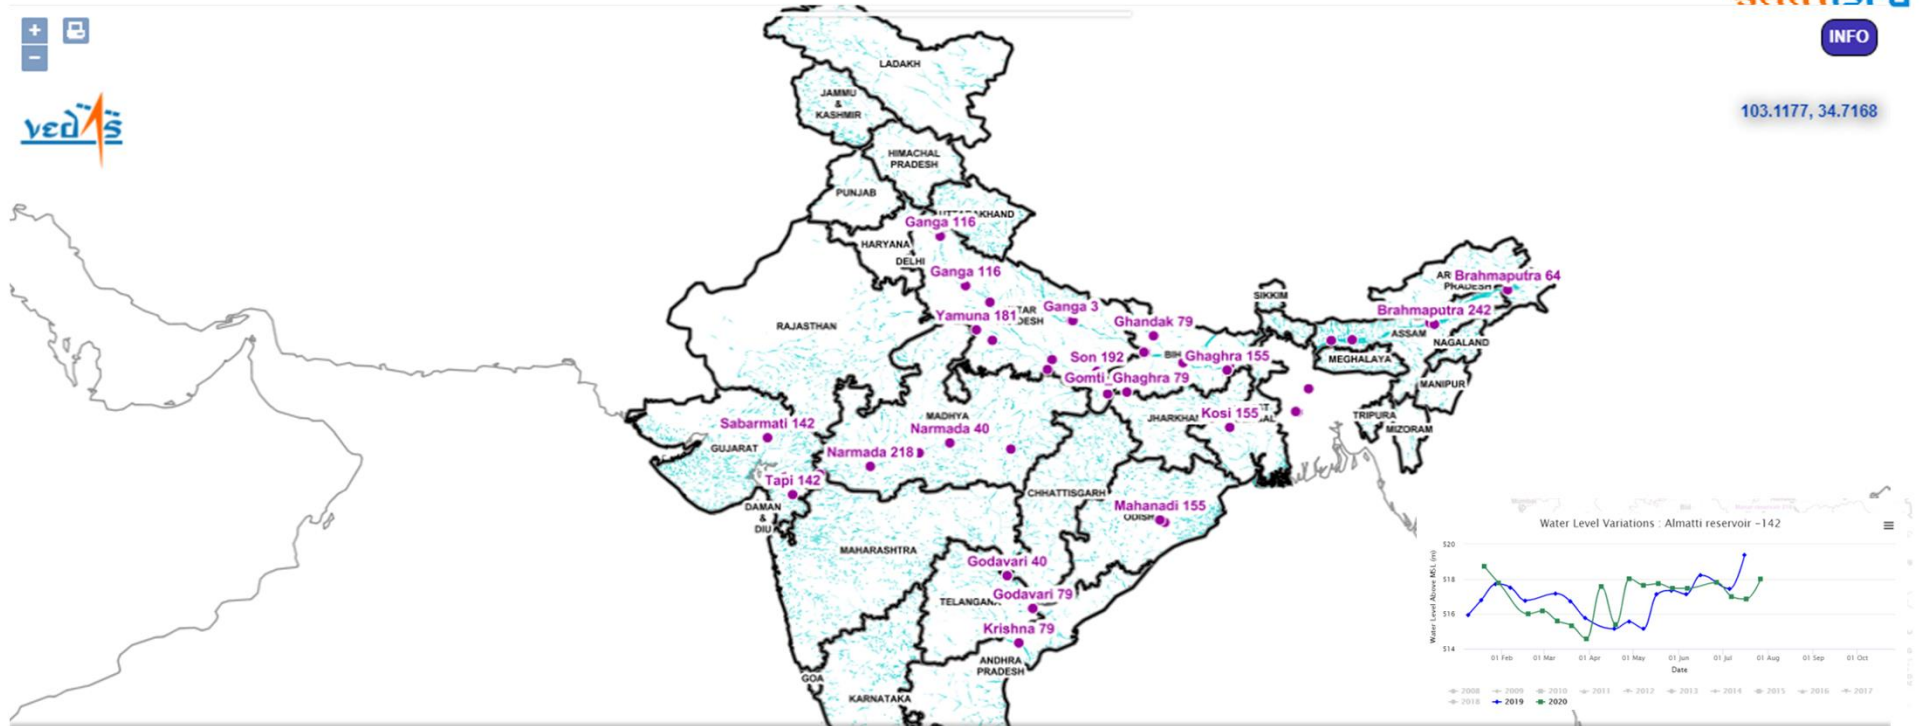 +
−
INFO
vedas
103.1177, 34.7168
LADAKH
JAMMU
&
KASHMIR
HIMACHAL
PRADESH
PUNJAB
UTTARAKHAND
Ganga 116
HARYANA
DELHI
Ganga 116
Brahmaputra 64
PRADESH
SIKKIM
Ganga 3
Yamuna 181
Brahmaputra 242
RAJASTHAN
Ghandak 79
ASSAM
NAGALAND
Son 192
Ghaghra 155
MEGHALAYA
Gomti_Ghaghra 79
MANIPUR
MADHYA
Kosi 155
TRIPURA
Sabarmati 142
Narmada 40
MIZORAM
GUJARAT
Narmada 218
Tapi 142
CHHATTISGARH
DAMAN
&
DIU
Mahanadi 155
MAHARASHTRA
Godavari 40
Godavari 79
Krishna 79
ANDHRA
PRADESH
GOA
KARNATAKA
Water Level Variations : Almatti reservoir -142
Water Level Above MSL (m)
520
518
516
514
01 Feb 01 Mar 01 Apr 01 May 01 Jun 01 Jul 01 Aug 01 Sep 01 Oct
Date
2008 2009 2010 2011 2012 2013 2014 2015 2016 2017
2018 2019 2020